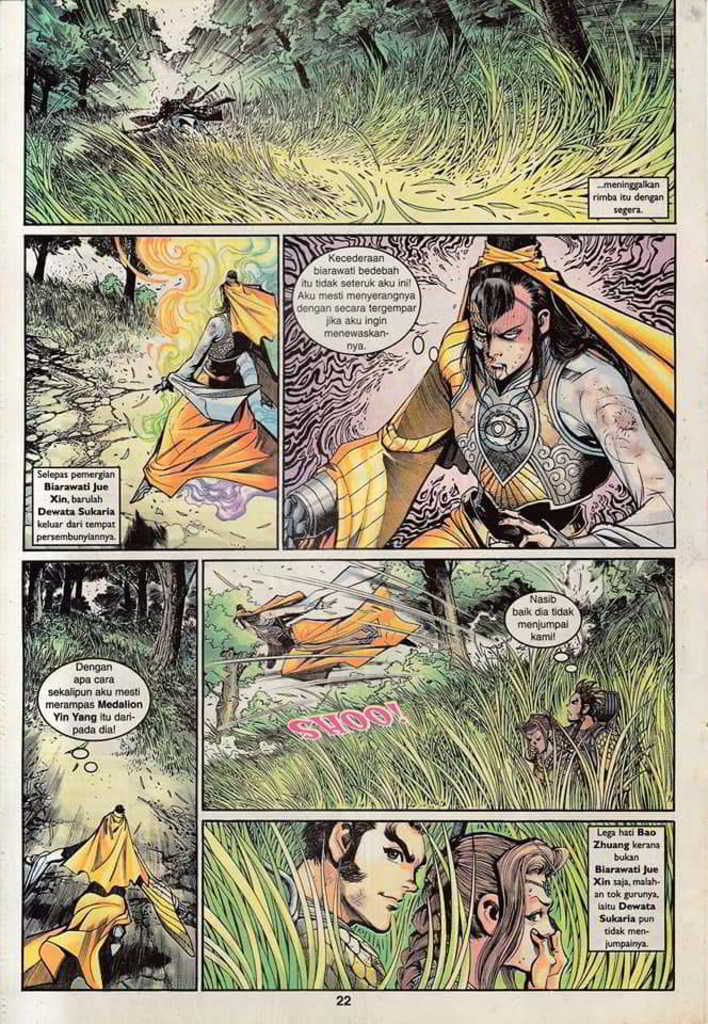 ...meninggalkan
rimba itu dengan
segera.
Selepas pemergian
Biarawati Jue
Xin, barulah
Dewata Sukaria
keluar dari tempat
persembunyiannya.
Kecederaan
biarawati bedebah
itu tidak seteruk aku ini!
Aku mesti menyerangnya
dengan secara tergempar
jika aku ingin
menewaskan-
nya.
Dengan
apa cara
sekalipun aku mesti
merampas Medalion
Yin Yang itu dari-
pada dia!
Nasib
baik dia tidak
menjumpai
kami!
SHOOO!
Lega hati Bao
Zhuang kerana
bukan
Biarawati Jue
Xin saja, malah-
an tok gurunya,
iaitu Dewata
Sukaria pun
tidak men-
jumpainya.
22